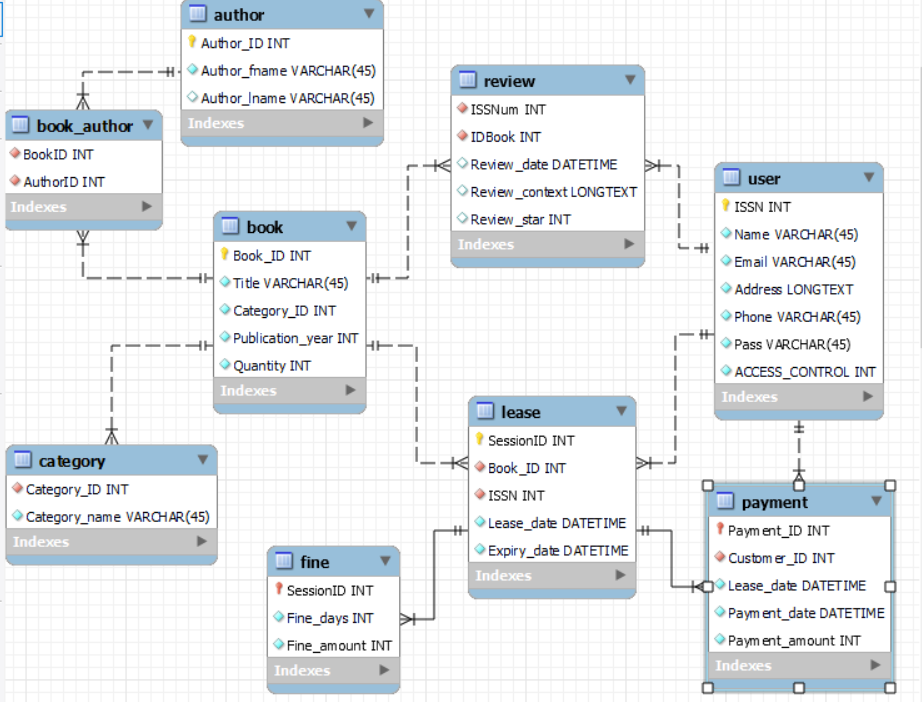 author
Author_ID INT
Author_fname VARCHAR(45)
Author_lname VARCHAR(45)
Indexes
book_author
BookID INT
AuthorID INT
Indexes
review
ISSNum INT
IDBook INT
Review_date DATETIME
Review_context LONGTEXT
Review_star INT
Indexes
user
ISSN INT
Name VARCHAR(45)
Email VARCHAR(45)
Address LONGTEXT
Phone VARCHAR(45)
Pass VARCHAR(45)
ACCESS_CONTROL INT
Indexes
book
Book_ID INT
Title VARCHAR(45)
Category_ID INT
Publication_year INT
Quantity INT
Indexes
category
Category_ID INT
Category_name VARCHAR(45)
Indexes
lease
SessionID INT
Book_ID INT
ISSN INT
Lease_date DATETIME
Expiry_date DATETIME
Indexes
fine
SessionID INT
Fine_days INT
Fine_amount INT
Indexes
payment
Payment_ID INT
Customer_ID INT
Lease_date DATETIME
Payment_date DATETIME
Payment_amount INT
Indexes